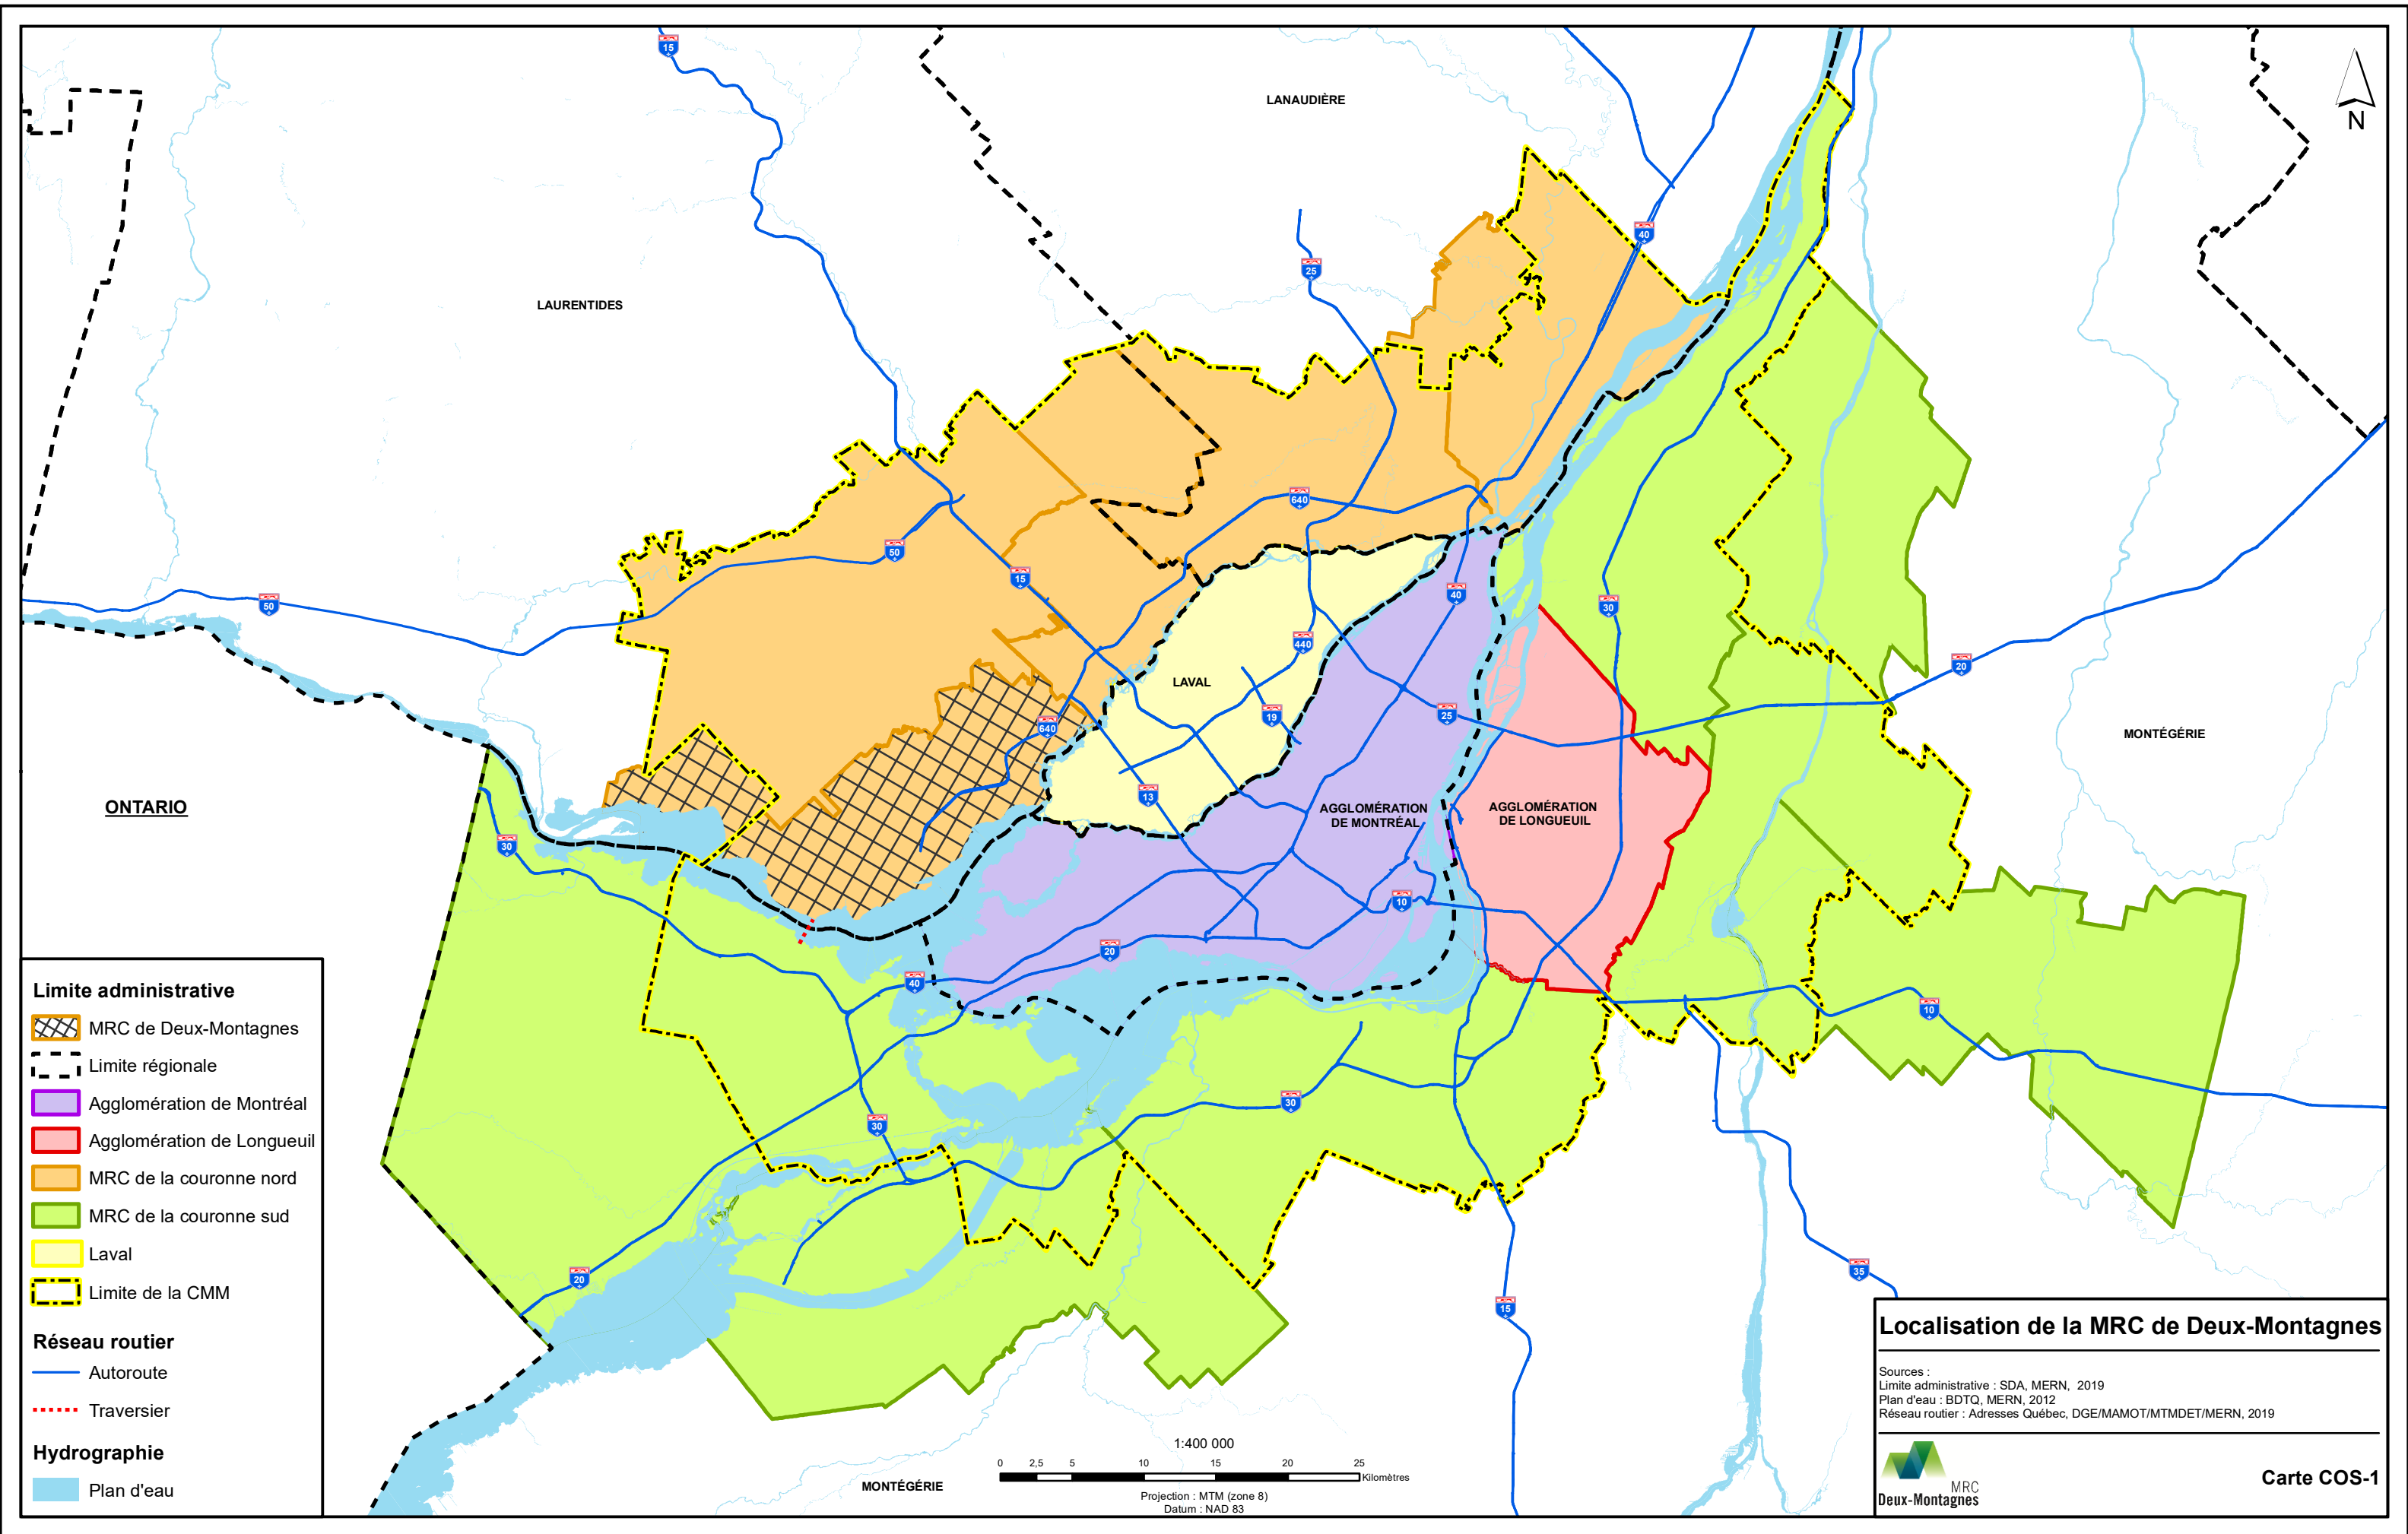 15
LANAUDIÈRE
N
40
25
LAURENTIDES
640
50
15
50
40
30
440
20
LAVAL
19
25
640
MONTÉGÉRIE
13
ONTARIO
AGGLOMÉRATION
DE MONTRÉAL
AGGLOMÉRATION
DE LONGUEUIL
30
10
20
40
10
30
30
20
35
15
Limite administrative
MRC de Deux-Montagnes
Limite régionale
Agglomération de Montréal
Agglomération de Longueuil
MRC de la couronne nord
MRC de la couronne sud
Laval
Limite de la CMM
Réseau routier
Autoroute
Traversier
Hydrographie
Plan d'eau
MONTÉGÉRIE
1:400 000
0 2,5 5 10 15 20 25
Kilomètres
Projection : MTM (zone 8)
Datum : NAD 83
Localisation de la MRC de Deux-Montagnes
Sources :
Limite administrative : SDA, MERN, 2019
Plan d'eau : BDTQ, MERN, 2012
Réseau routier : Adresses Québec, DGE/MAMOT/MTMDET/MERN, 2019
MRC
Deux-Montagnes
Carte COS-1